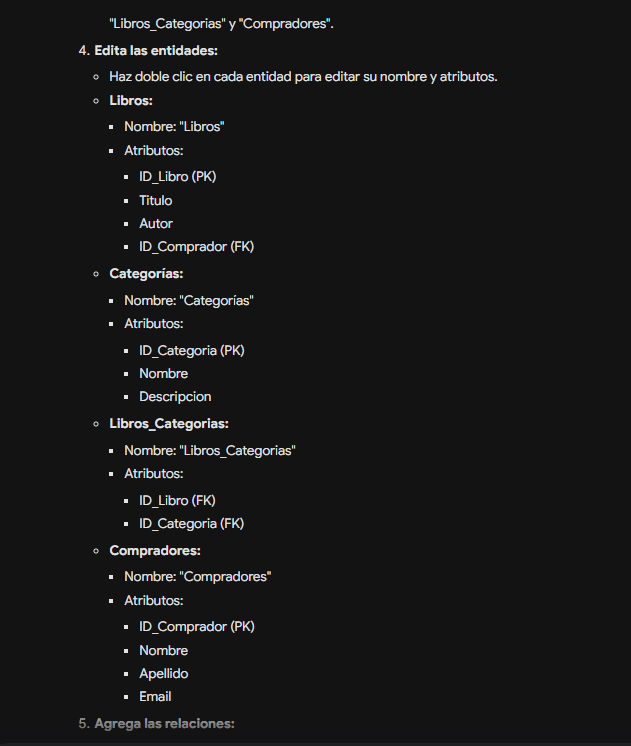 "Libros_Categorias" y "Compradores".
4. Edita las entidades:
Haz doble clic en cada entidad para editar su nombre y atributos.
Libros:
Nombre: "Libros"
Atributos:
ID_Libro (PK)
Titulo
Autor
ID_Comprador (FK)
Categorías:
Nombre: "Categorías"
Atributos:
ID_Categoria (PK)
Nombre
Descripcion
Libros_Categorias:
Nombre: "Libros_Categorias"
Atributos:
ID_Libro (FK)
ID_Categoria (FK)
Compradores:
Nombre: "Compradores"
Atributos:
ID_Comprador (PK)
Nombre
Apellido
Email
5. Agrega las relaciones: